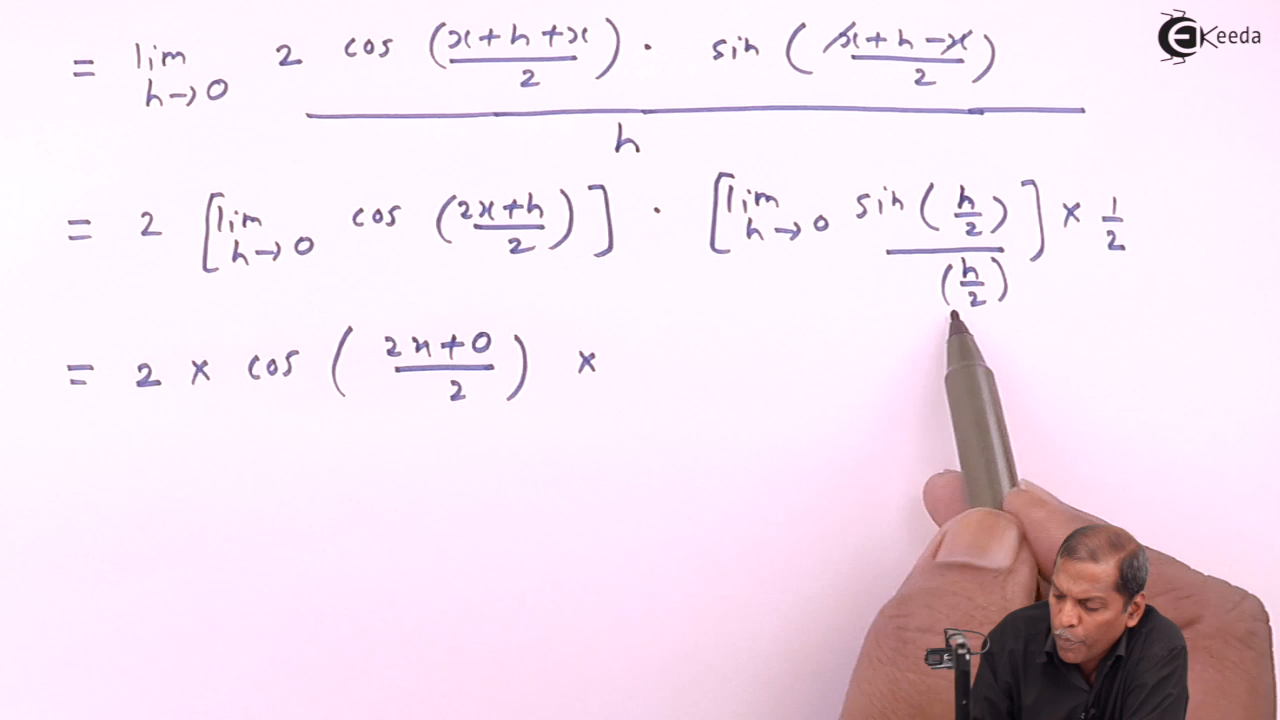 = lim h→0 2 cos ((x+h+x)/2) · sin ((x+h−x)/2) / h
= 2 [lim h→0 cos ((2x+h)/2)] · [lim h→0 sin (h/2) / (h/2)] × 1/2
= 2 × cos ((2x+0)/2) ×
EKeeda